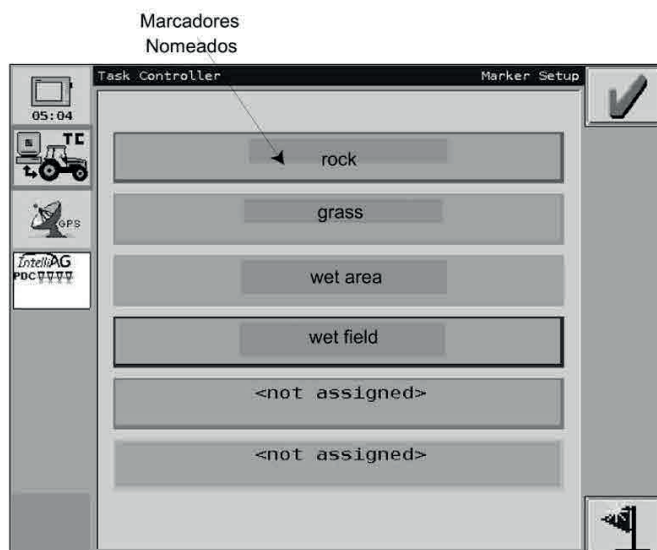 Marcadores
Nomeados
Task Controller
Marker Setup
05:04
TC
GPS
IntelliAG
PDC
rock
grass
wet area
wet field
<not assigned>
<not assigned>